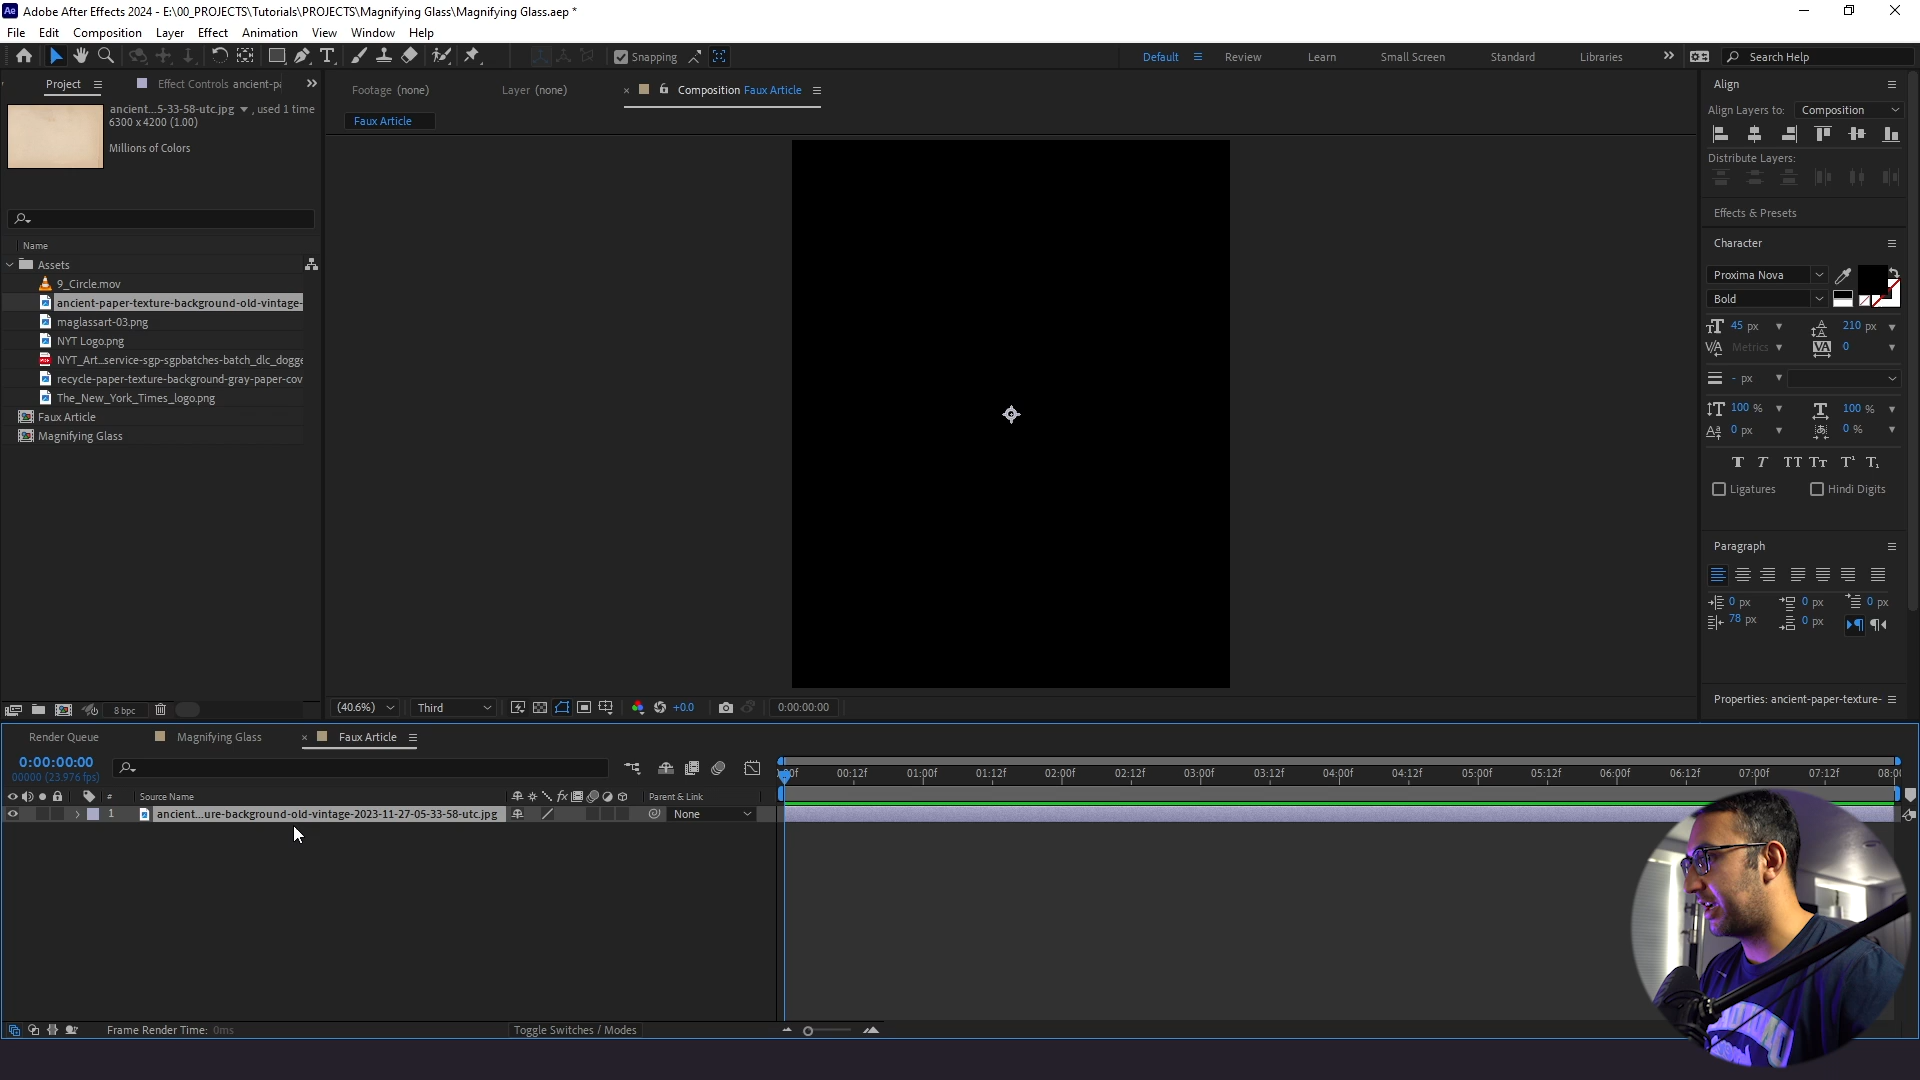 Ae Adobe After Effects 2024 - E:\00_PROJECTS\Tutorials\PROJECTS\Magnifying Glass\Magnifying Glass.aep *
File Edit Composition Layer Effect Animation View Window Help
Snapping
Default Review Learn Small Screen Standard Libraries
Search Help
Project
Effect Controls ancient-pa
ancient...5-33-58-utc.jpg , used 1 time
6300 x 4200 (1.00)
Millions of Colors
Name
Assets
9_Circle.mov
ancient-paper-texture-background-old-vintage-
maglassart-03.png
NYT Logo.png
NYT_Art...service-sgp-sgpbatches-batch_dlc_dogge
recycle-paper-texture-background-gray-paper-cov
The_New_York_Times_logo.png
Faux Article
Magnifying Glass
8 bpc
Footage (none)
Layer (none)
Composition Faux Article
Faux Article
(40.6%)
Third
+0.0
0:00:00:00
Align
Align Layers to: Composition
Distribute Layers:
Effects & Presets
Character
Proxima Nova
Bold
45 px
210 px
Metrics
0
- px
100 %
100 %
0 px
0 %
Ligatures
Hindi Digits
Paragraph
0 px
0 px
0 px
78 px
0 px
Properties: ancient-paper-texture-
Render Queue
Magnifying Glass
Faux Article
0:00:00:00
00000 (23.976 fps)
# Source Name
Parent & Link
1 ancient...ure-background-old-vintage-2023-11-27-05-33-58-utc.jpg
None
00:12f 01:00f 01:12f 02:00f 02:12f 03:00f 03:12f 04:00f 04:12f 05:00f 05:12f 06:00f 06:12f 07:00f 07:12f
Frame Render Time: 0ms
Toggle Switches / Modes